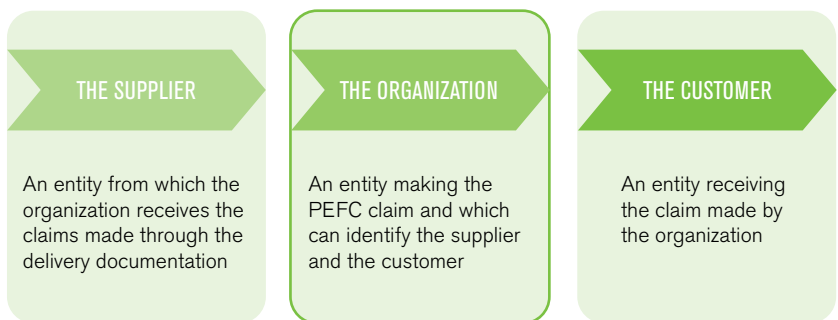 THE SUPPLIER
An entity from which the
organization receives the
claims made through the
delivery documentation
THE ORGANIZATION
An entity making the
PEFC claim and which
can identify the supplier
and the customer
THE CUSTOMER
An entity receiving
the claim made by
the organization